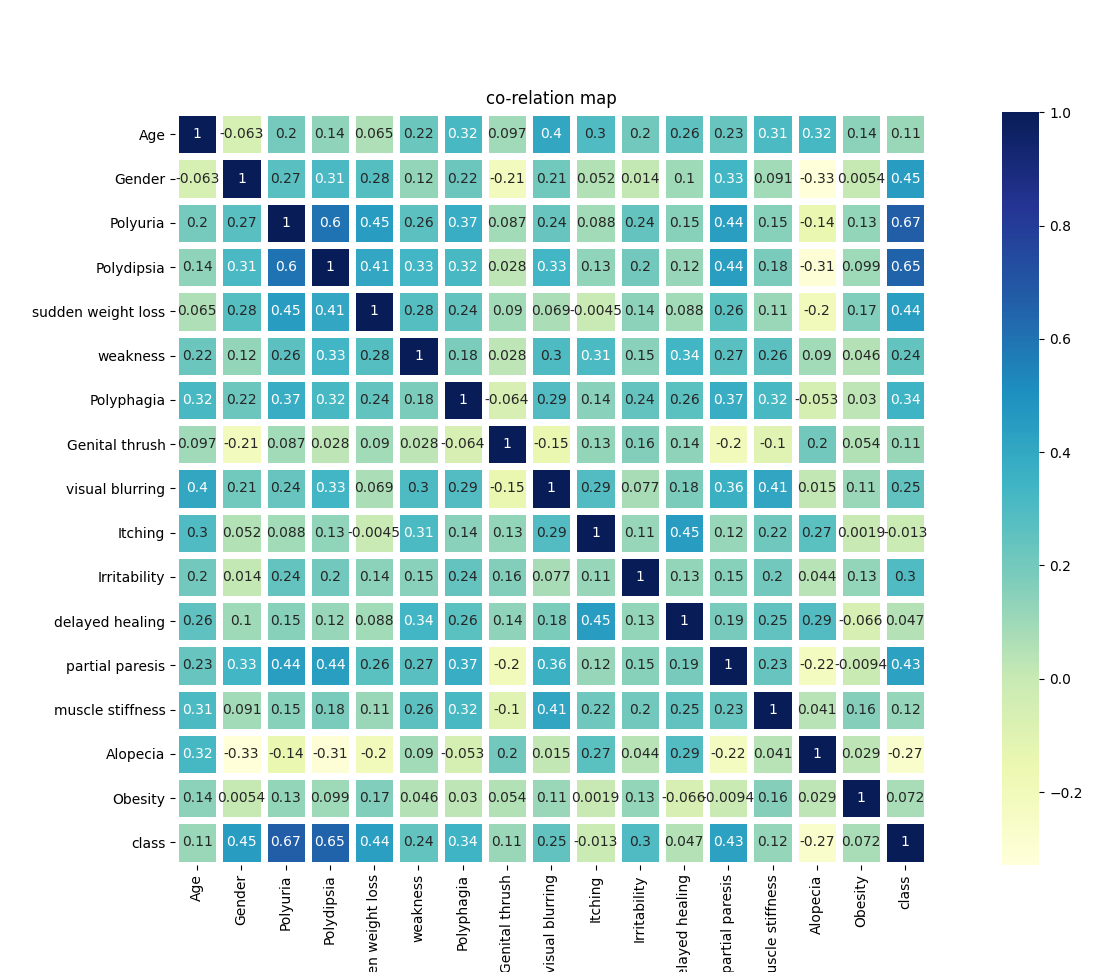 co-relation map
Age 1 -0.063 0.2 0.14 0.065 0.22 0.32 0.097 0.4 0.3 0.2 0.26 0.23 0.31 0.32 0.14 0.11
Gender -0.063 1 0.27 0.31 0.28 0.12 0.22 -0.21 0.21 0.052 0.014 0.1 0.33 0.091 -0.33 0.0054 0.45
Polyuria 0.2 0.27 1 0.6 0.45 0.26 0.37 0.087 0.24 0.088 0.24 0.15 0.44 0.15 -0.14 0.13 0.67
Polydipsia 0.14 0.31 0.6 1 0.41 0.33 0.32 0.028 0.33 0.13 0.2 0.12 0.44 0.18 -0.31 0.099 0.65
sudden weight loss 0.065 0.28 0.45 0.41 1 0.28 0.24 0.09 0.069 -0.0045 0.14 0.088 0.26 0.11 -0.2 0.17 0.44
weakness 0.22 0.12 0.26 0.33 0.28 1 0.18 0.028 0.3 0.31 0.15 0.34 0.27 0.26 0.09 0.046 0.24
Polyphagia 0.32 0.22 0.37 0.32 0.24 0.18 1 -0.064 0.29 0.14 0.24 0.26 0.37 0.32 -0.053 0.03 0.34
Genital thrush 0.097 -0.21 0.087 0.028 0.09 0.028 -0.064 1 -0.15 0.13 0.16 0.14 -0.2 -0.1 0.2 0.054 0.11
visual blurring 0.4 0.21 0.24 0.33 0.069 0.3 0.29 -0.15 1 0.29 0.077 0.18 0.36 0.41 0.015 0.11 0.25
Itching 0.3 0.052 0.088 0.13 -0.0045 0.31 0.14 0.13 0.29 1 0.11 0.45 0.12 0.22 0.27 0.0019 -0.013
Irritability 0.2 0.014 0.24 0.2 0.14 0.15 0.24 0.16 0.077 0.11 1 0.13 0.15 0.2 0.044 0.13 0.3
delayed healing 0.26 0.1 0.15 0.12 0.088 0.34 0.26 0.14 0.18 0.45 0.13 1 0.19 0.25 0.29 -0.066 0.047
partial paresis 0.23 0.33 0.44 0.44 0.26 0.27 0.37 -0.2 0.36 0.12 0.15 0.19 1 0.23 -0.22 -0.0094 0.43
muscle stiffness 0.31 0.091 0.15 0.18 0.11 0.26 0.32 -0.1 0.41 0.22 0.2 0.25 0.23 1 0.041 0.16 0.12
Alopecia 0.32 -0.33 -0.14 -0.31 -0.2 0.09 -0.053 0.2 0.015 0.27 0.044 0.29 -0.22 0.041 1 0.029 -0.27
Obesity 0.14 0.0054 0.13 0.099 0.17 0.046 0.03 0.054 0.11 0.0019 0.13 -0.066 -0.0094 0.16 0.029 1 0.072
class 0.11 0.45 0.67 0.65 0.44 0.24 0.34 0.11 0.25 -0.013 0.3 0.047 0.43 0.12 -0.27 0.072 1
Age
Gender
Polyuria
Polydipsia
en weight loss
weakness
Polyphagia
Genital thrush
visual blurring
Itching
Irritability
elayed healing
partial paresis
uscle stiffness
Alopecia
Obesity
class
1.0
0.8
0.6
0.4
0.2
0.0
−0.2